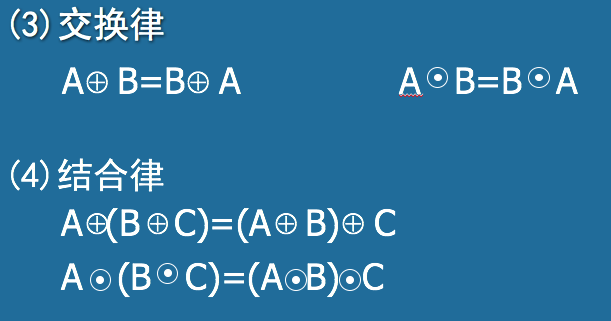 (3) 交换律
A⊕ B=B⊕ A    A⊙B=B⊙A
(4) 结合律
A⊕(B ⊕ C)=(A⊕ B)⊕ C
A⊙(B⊙C)=(A⊙B)⊙C